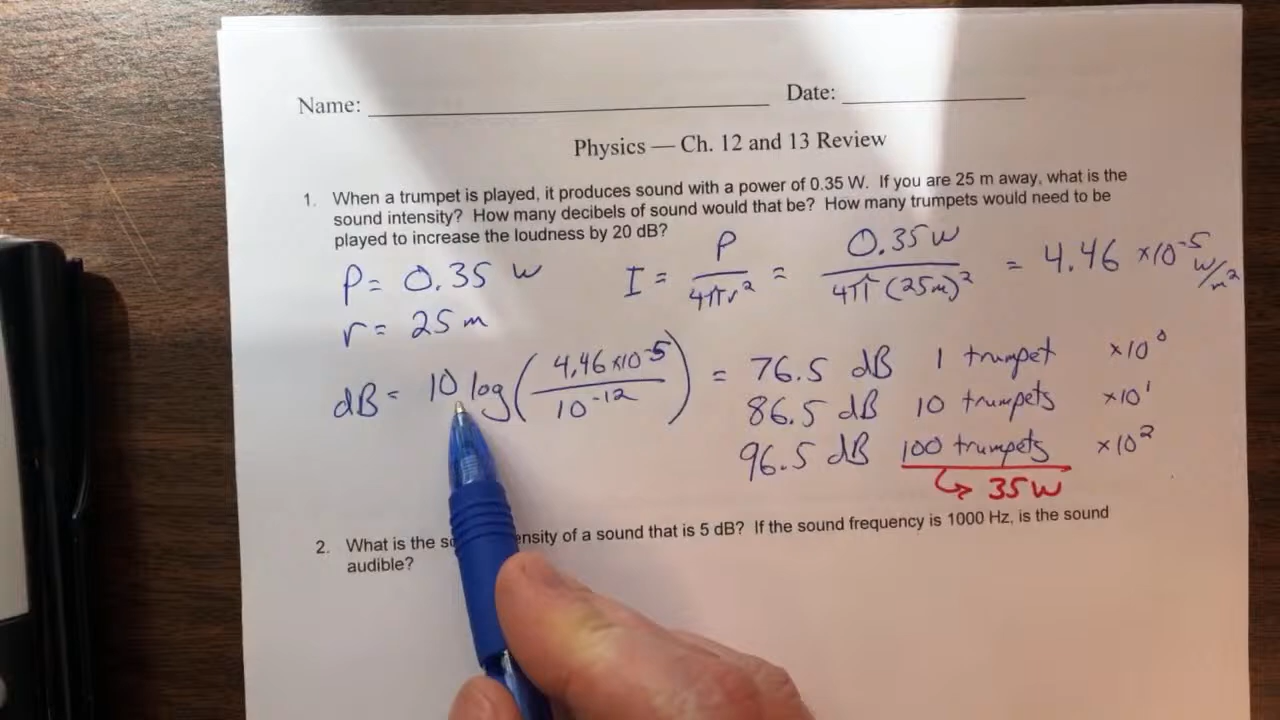 Name: ____________ Date: ____________
Physics — Ch. 12 and 13 Review
1. When a trumpet is played, it produces sound with a power of 0.35 W. If you are 25 m away, what is the
sound intensity? How many decibels of sound would that be? How many trumpets would need to be
played to increase the loudness by 20 dB?
P = 0.35 W I = P/4πr² = 0.35 W/4π(25m)² = 4.46 ×10⁻⁵ W/m²
r = 25 m
dB = 10 log(4.46×10⁻⁵/10⁻¹²) = 76.5 dB 1 trumpet ×10⁰
86.5 dB 10 trumpets ×10¹
96.5 dB 100 trumpets ×10²
↳ 35 W
2. What is the ensity of a sound that is 5 dB? If the sound frequency is 1000 Hz, is the sound
audible?